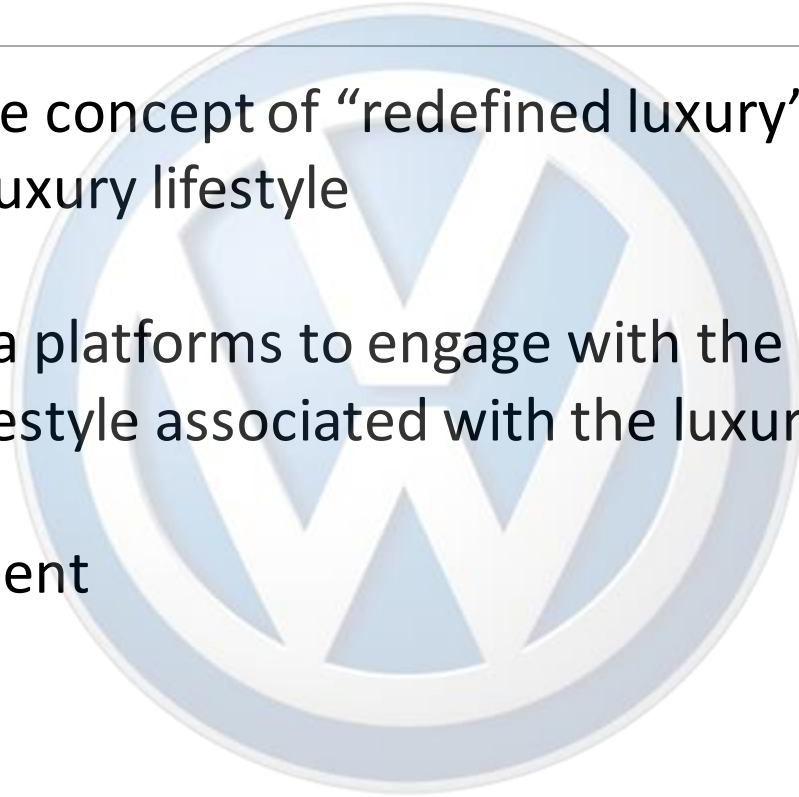 e concept of “redefined luxury”
uxury lifestyle
a platforms to engage with the
estyle associated with the luxur
ent